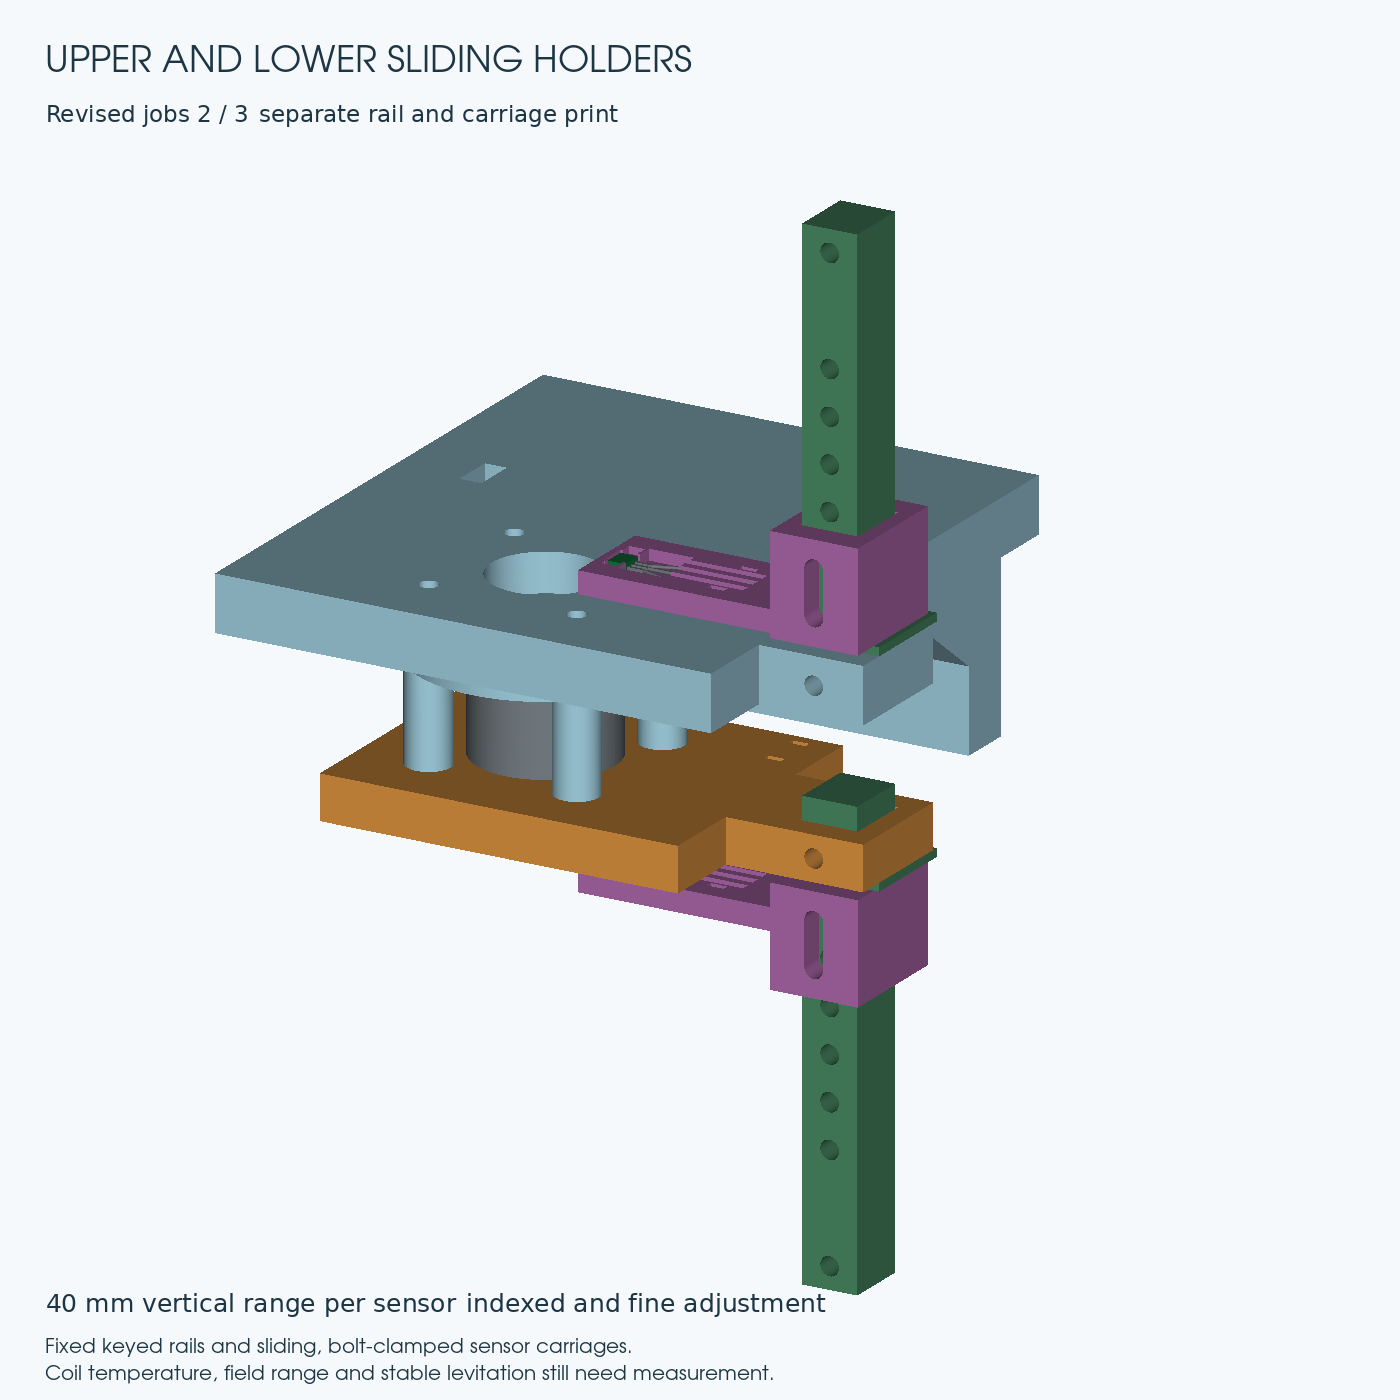 UPPER AND LOWER SLIDING HOLDERS
Revised jobs 2 / 3 separate rail and carriage print
40 mm vertical range per sensor indexed and fine adjustment
Fixed keyed rails and sliding, bolt-clamped sensor carriages.
Coil temperature, field range and stable levitation still need measurement.